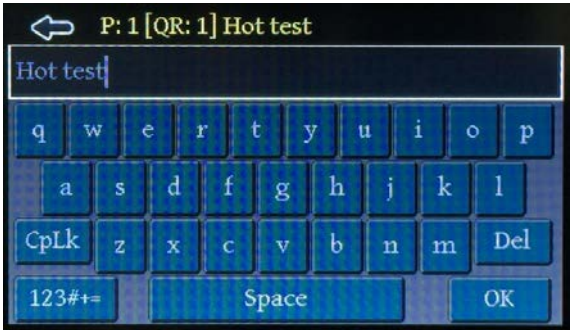 P: 1 [QR: 1] Hot test
Hot test
q w e r t y u i o p
a s d f g h j k l
CpLk z x c v b n m Del
123#+= Space OK